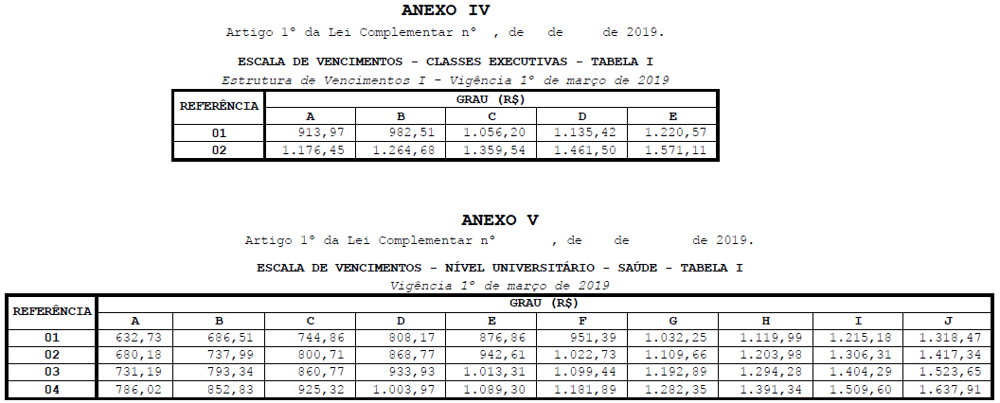 ANEXO IV
Artigo 1º da Lei Complementar nº , de de de 2019.
ESCALA DE VENCIMENTOS - CLASSES EXECUTIVAS - TABELA I
Estrutura de Vencimentos I - Vigência 1º de março de 2019
REFERÊNCIA GRAU (R$)
A B C D E
01 913,97 982,51 1.056,20 1.135,42 1.220,57
02 1.176,45 1.264,68 1.359,54 1.461,50 1.571,11
ANEXO V
Artigo 1º da Lei Complementar nº , de de de 2019.
ESCALA DE VENCIMENTOS - NÍVEL UNIVERSITÁRIO - SAÚDE - TABELA I
Vigência 1º de março de 2019
REFERÊNCIA GRAU (R$)
A B C D E F G H I J
01 632,73 686,51 744,86 808,17 876,86 951,39 1.032,25 1.119,99 1.215,18 1.318,47
02 680,18 737,99 800,71 868,77 942,61 1.022,73 1.109,66 1.203,98 1.306,31 1.417,34
03 731,19 793,34 860,77 933,93 1.013,31 1.099,44 1.192,89 1.294,28 1.404,29 1.523,65
04 786,02 852,83 925,32 1.003,97 1.089,30 1.181,89 1.282,35 1.391,34 1.509,60 1.637,91